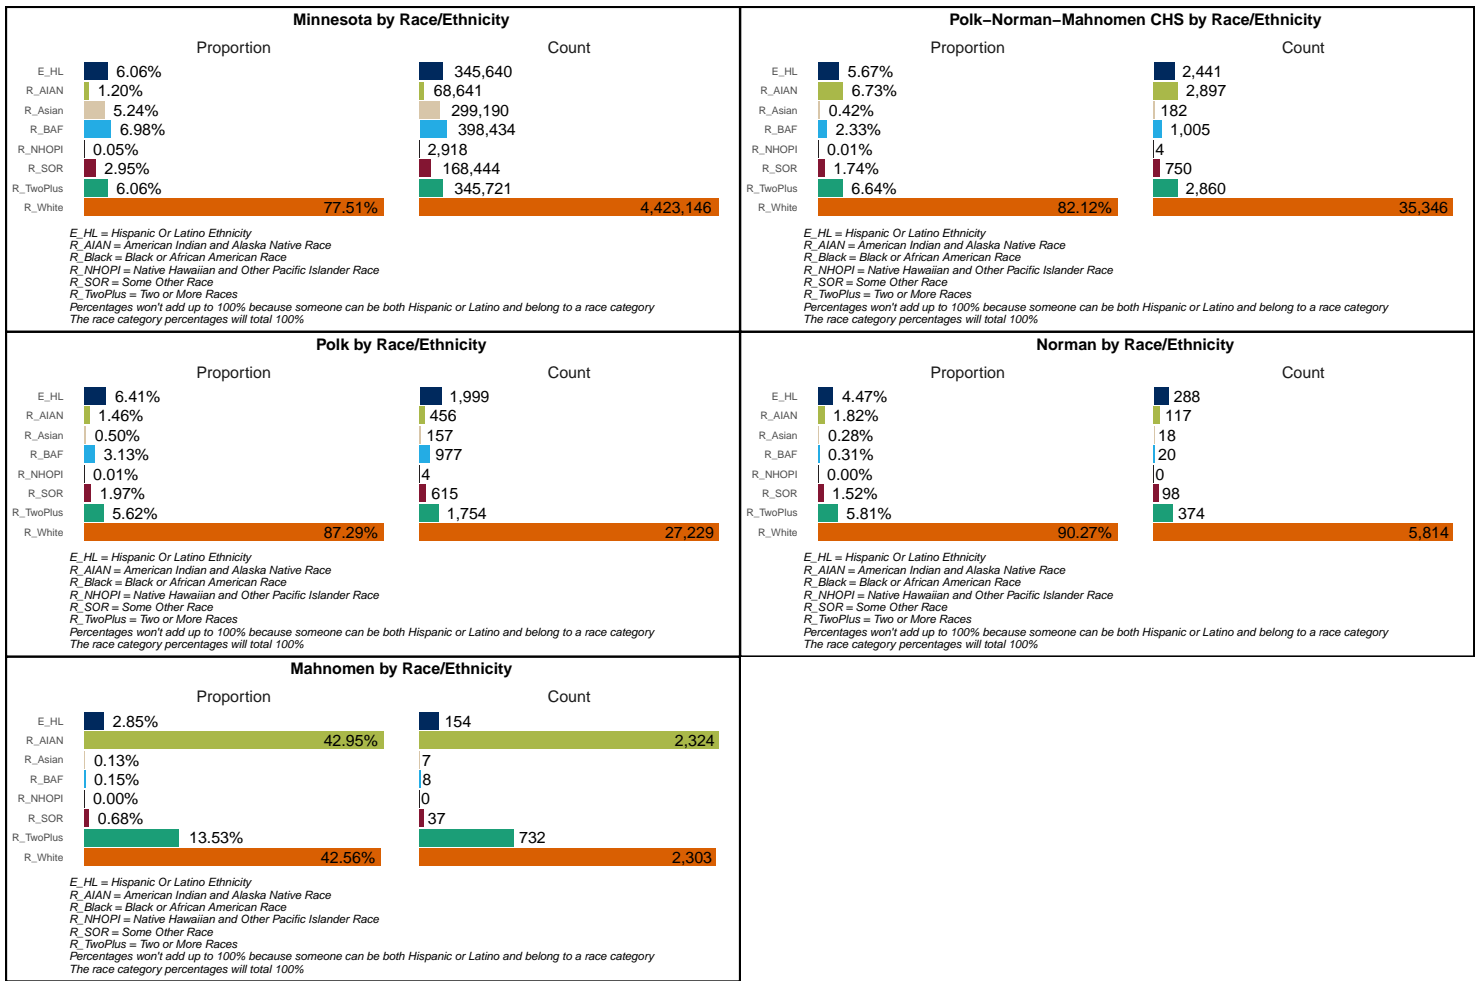 Minnesota by Race/Ethnicity
Proportion Count
E_HL 6.06% 345,640
R_AIAN 1.20% 68,641
R_Asian 5.24% 299,190
R_BAF 6.98% 398,434
R_NHOPI 0.05% 2,918
R_SOR 2.95% 168,444
R_TwoPlus 6.06% 345,721
R_White 77.51% 4,423,146
E_HL = Hispanic Or Latino Ethnicity
R_AIAN = American Indian and Alaska Native Race
R_Black = Black or African American Race
R_NHOPI = Native Hawaiian and Other Pacific Islander Race
R_SOR = Some Other Race
R_TwoPlus = Two or More Races
Percentages won't add up to 100% because someone can be both Hispanic or Latino and belong to a race category
The race category percentages will total 100%
Polk−Norman−Mahnomen CHS by Race/Ethnicity
Proportion Count
E_HL 5.67% 2,441
R_AIAN 6.73% 2,897
R_Asian 0.42% 182
R_BAF 2.33% 1,005
R_NHOPI 0.01% 4
R_SOR 1.74% 750
R_TwoPlus 6.64% 2,860
R_White 82.12% 35,346
E_HL = Hispanic Or Latino Ethnicity
R_AIAN = American Indian and Alaska Native Race
R_Black = Black or African American Race
R_NHOPI = Native Hawaiian and Other Pacific Islander Race
R_SOR = Some Other Race
R_TwoPlus = Two or More Races
Percentages won't add up to 100% because someone can be both Hispanic or Latino and belong to a race category
The race category percentages will total 100%
Polk by Race/Ethnicity
Proportion Count
E_HL 6.41% 1,999
R_AIAN 1.46% 456
R_Asian 0.50% 157
R_BAF 3.13% 977
R_NHOPI 0.01% 4
R_SOR 1.97% 615
R_TwoPlus 5.62% 1,754
R_White 87.29% 27,229
E_HL = Hispanic Or Latino Ethnicity
R_AIAN = American Indian and Alaska Native Race
R_Black = Black or African American Race
R_NHOPI = Native Hawaiian and Other Pacific Islander Race
R_SOR = Some Other Race
R_TwoPlus = Two or More Races
Percentages won't add up to 100% because someone can be both Hispanic or Latino and belong to a race category
The race category percentages will total 100%
Norman by Race/Ethnicity
Proportion Count
E_HL 4.47% 288
R_AIAN 1.82% 117
R_Asian 0.28% 18
R_BAF 0.31% 20
R_NHOPI 0.00% 0
R_SOR 1.52% 98
R_TwoPlus 5.81% 374
R_White 90.27% 5,814
E_HL = Hispanic Or Latino Ethnicity
R_AIAN = American Indian and Alaska Native Race
R_Black = Black or African American Race
R_NHOPI = Native Hawaiian and Other Pacific Islander Race
R_SOR = Some Other Race
R_TwoPlus = Two or More Races
Percentages won't add up to 100% because someone can be both Hispanic or Latino and belong to a race category
The race category percentages will total 100%
Mahnomen by Race/Ethnicity
Proportion Count
E_HL 2.85% 154
R_AIAN 42.95% 2,324
R_Asian 0.13% 7
R_BAF 0.15% 8
R_NHOPI 0.00% 0
R_SOR 0.68% 37
R_TwoPlus 13.53% 732
R_White 42.56% 2,303
E_HL = Hispanic Or Latino Ethnicity
R_AIAN = American Indian and Alaska Native Race
R_Black = Black or African American Race
R_NHOPI = Native Hawaiian and Other Pacific Islander Race
R_SOR = Some Other Race
R_TwoPlus = Two or More Races
Percentages won't add up to 100% because someone can be both Hispanic or Latino and belong to a race category
The race category percentages will total 100%